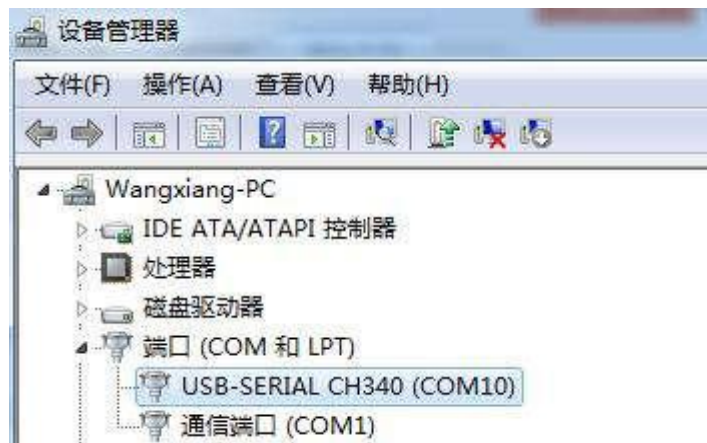 设备管理器
文件(F) 操作(A) 查看(V) 帮助(H)
Wangxiang-PC
IDE ATA/ATAPI 控制器
处理器
磁盘驱动器
端口 (COM 和 LPT)
USB-SERIAL CH340 (COM10)
通信端口 (COM1)